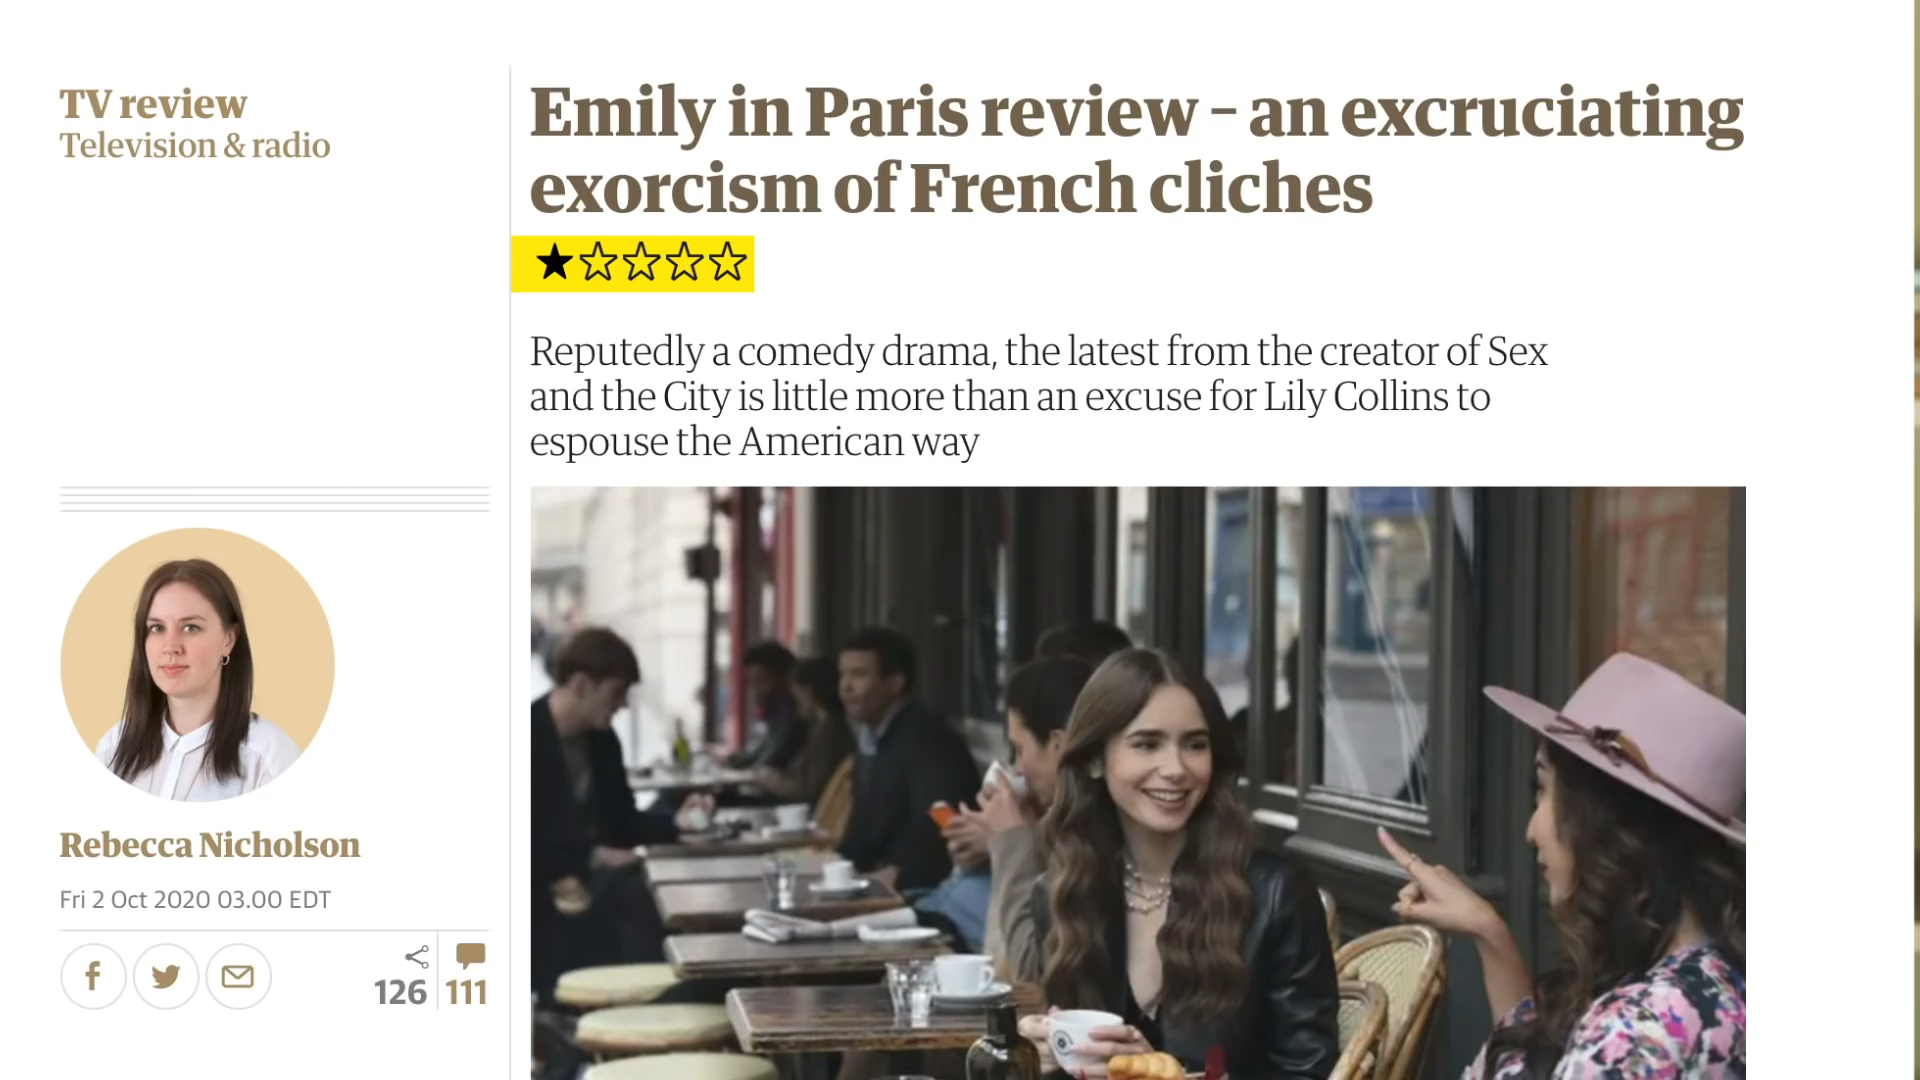 TV review
Television & radio
Emily in Paris review – an excruciating
exorcism of French cliches
Reputedly a comedy drama, the latest from the creator of Sex
and the City is little more than an excuse for Lily Collins to
espouse the American way
Rebecca Nicholson
Fri 2 Oct 2020 03.00 EDT
126
111